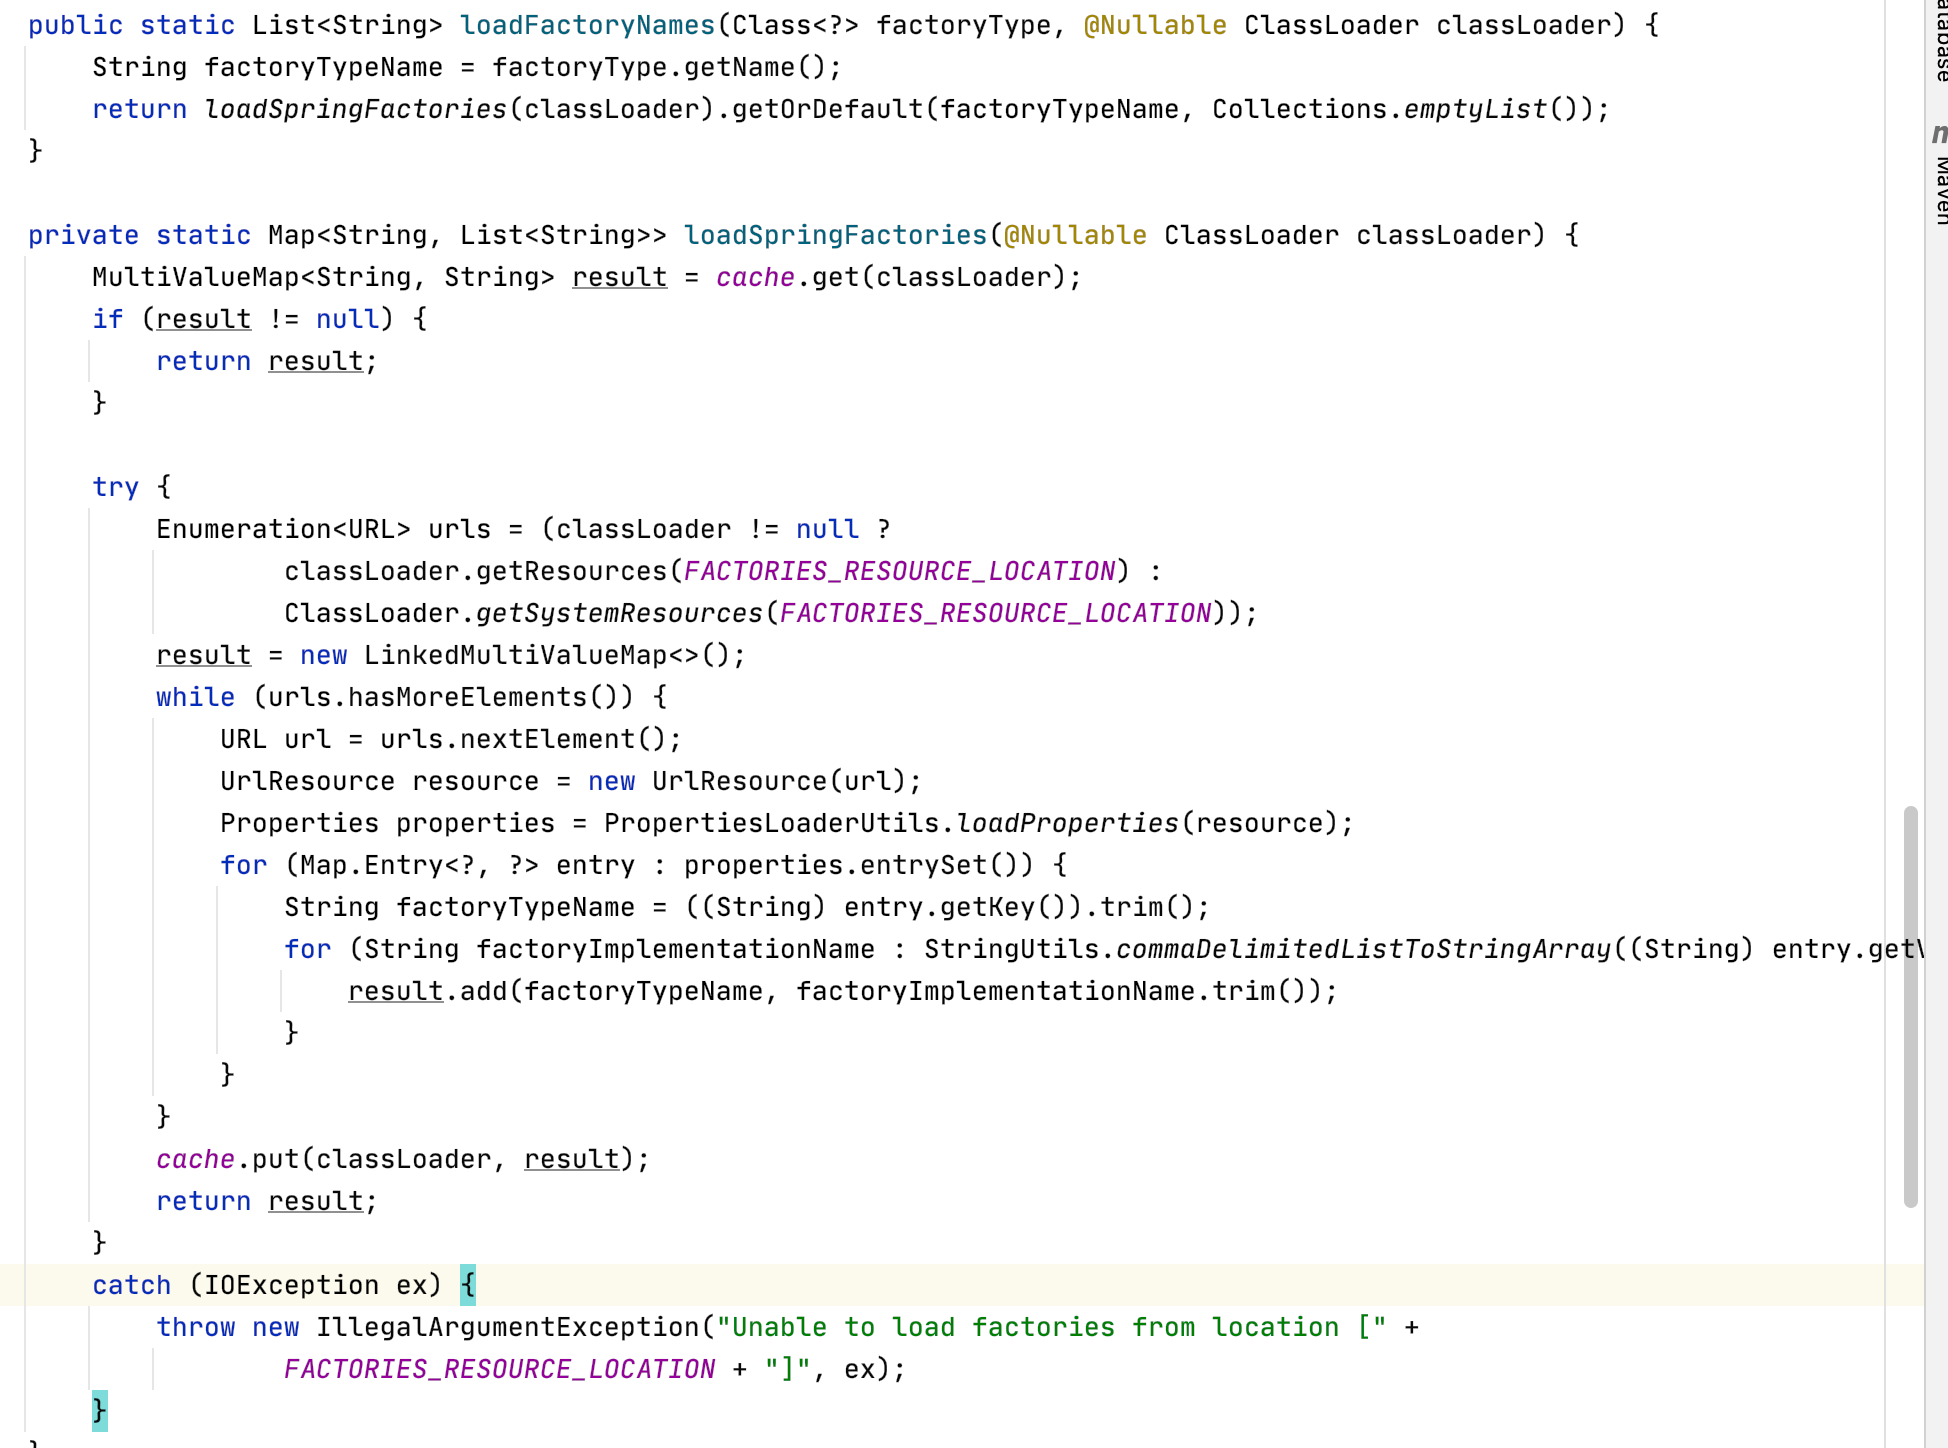 public static List<String> loadFactoryNames(Class<?> factoryType, @Nullable ClassLoader classLoader) {
    String factoryTypeName = factoryType.getName();
    return loadSpringFactories(classLoader).getOrDefault(factoryTypeName, Collections.emptyList());
}

private static Map<String, List<String>> loadSpringFactories(@Nullable ClassLoader classLoader) {
    MultiValueMap<String, String> result = cache.get(classLoader);
    if (result != null) {
        return result;
    }

    try {
        Enumeration<URL> urls = (classLoader != null ?
                classLoader.getResources(FACTORIES_RESOURCE_LOCATION) :
                ClassLoader.getSystemResources(FACTORIES_RESOURCE_LOCATION));
        result = new LinkedMultiValueMap<>();
        while (urls.hasMoreElements()) {
            URL url = urls.nextElement();
            UrlResource resource = new UrlResource(url);
            Properties properties = PropertiesLoaderUtils.loadProperties(resource);
            for (Map.Entry<?, ?> entry : properties.entrySet()) {
                String factoryTypeName = ((String) entry.getKey()).trim();
                for (String factoryImplementationName : StringUtils.commaDelimitedListToStringArray((String) entry.get
                    result.add(factoryTypeName, factoryImplementationName.trim());
                }
            }
        }
        cache.put(classLoader, result);
        return result;
    }
    catch (IOException ex) {
        throw new IllegalArgumentException("Unable to load factories from location [" +
                FACTORIES_RESOURCE_LOCATION + "]", ex);
    }
}
atabase
m
Maven